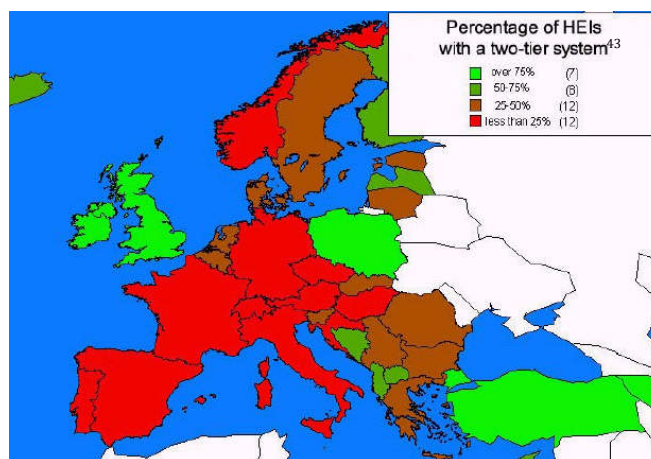 Percentage of HEIs
with a two-tier system43
over 75% (7)
50-75% (8)
25-50% (12)
less than 25% (12)